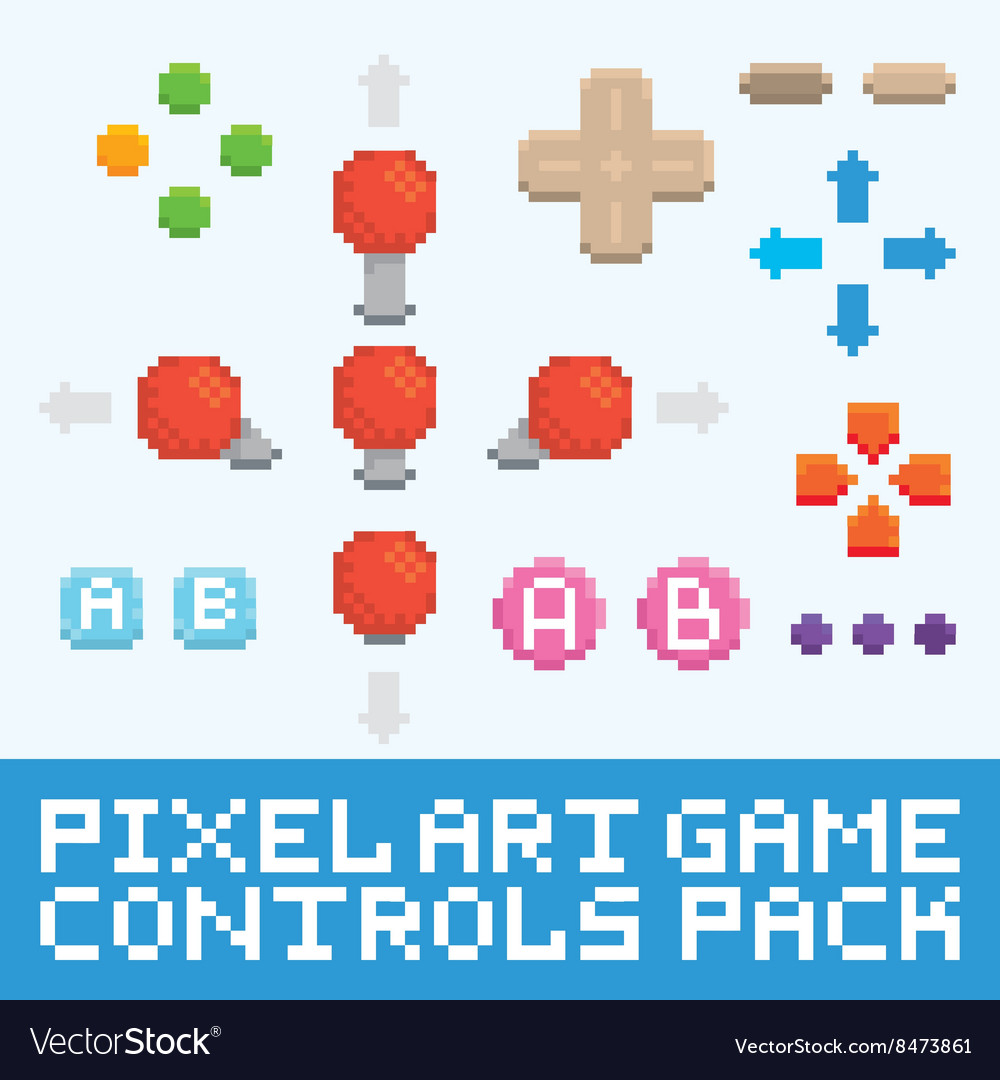 A B
A B
PIXEL ART GAME
CONTROLS PACK
VectorStock®
VectorStock.com/8473861